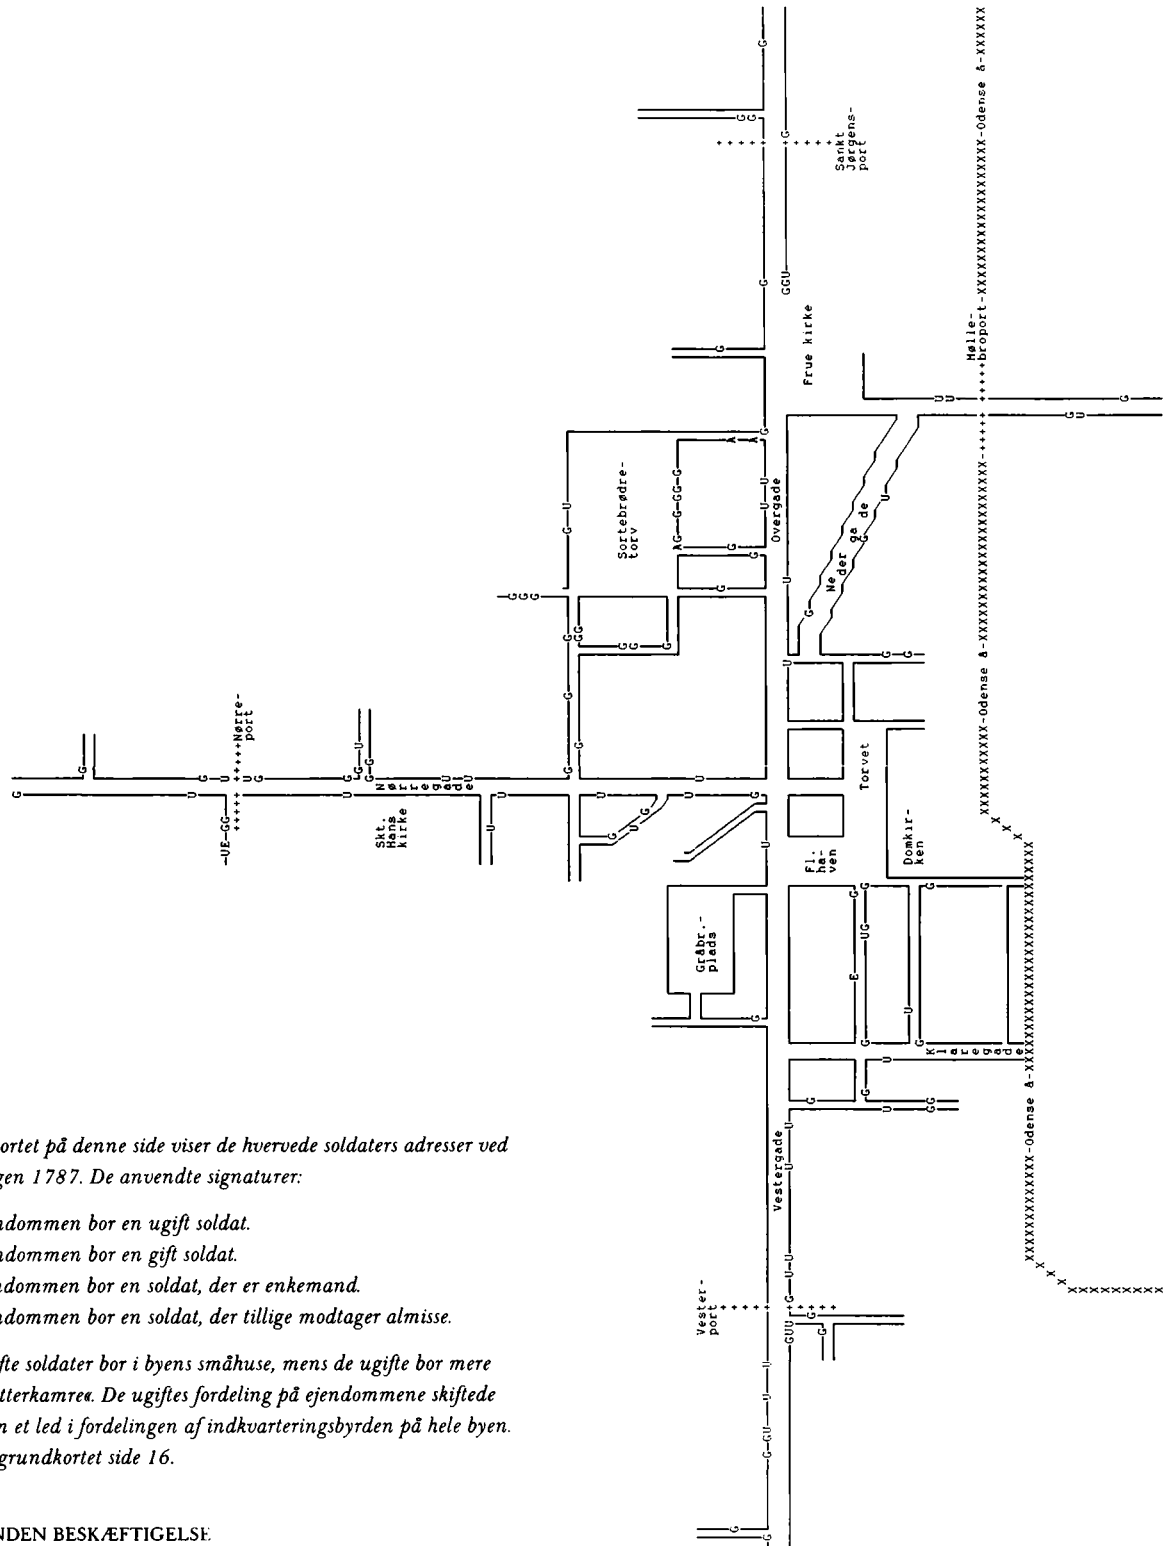 ortet på denne side viser de hvervede soldaters adresser ved
gen 1787. De anvendte signaturer:
ndommen bor en ugift soldat.
ndommen bor en gift soldat.
ndommen bor en soldat, der er enkemand.
ndommen bor en soldat, der tillige modtager almisse.
fte soldater bor i byens småhuse, mens de ugifte bor mere
tterkamre«. De ugiftes fordeling på ejendommene skiftede
n et led i fordelingen af indkvarteringsbyrden på hele byen.
grundkortet side 16.
NDEN BESKÆFTIGELSE
Nørre-
port
Skt.
Hans
kirke
Nørregade
Sortebrødre-
torv
Overgade
Nedergade
Frue kirke
Sankt
Jørgens-
port
Mølle-
broport
Odense Å
Odense Å
Odense Å
Torvet
Domkir-
ken
Fl.
ha-
ven
Gråbr.-
plads
Klaregade
Vestergade
Vester-
port